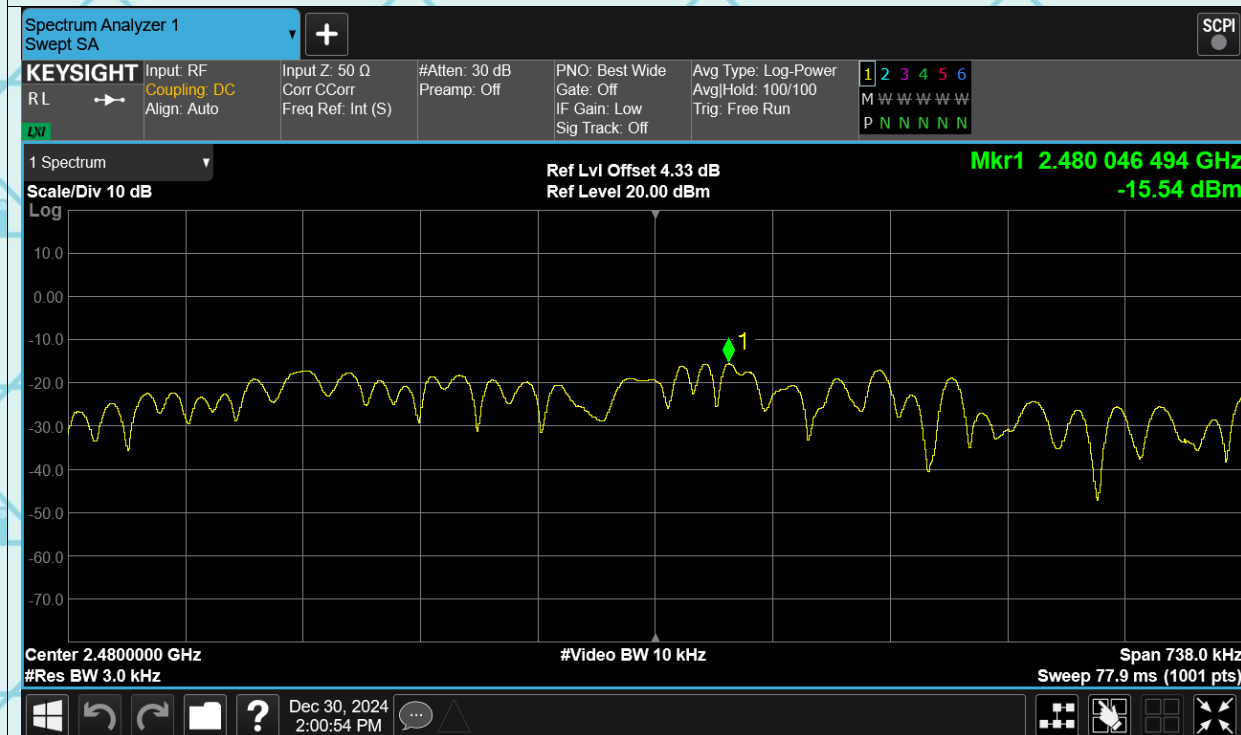 Spectrum Analyzer 1
Swept SA
+
SCPI
KEYSIGHT
RL
LXI
Input: RF
Coupling: DC
Align: Auto
Input Z: 50 Ω
Corr CCorr
Freq Ref: Int (S)
#Atten: 30 dB
Preamp: Off
PNO: Best Wide
Gate: Off
IF Gain: Low
Sig Track: Off
Avg Type: Log-Power
Avg|Hold: 100/100
Trig: Free Run
1 2 3 4 5 6
M W W W W W W
P N N N N N N
1 Spectrum
Scale/Div 10 dB
Log
Ref Lvl Offset 4.33 dB
Ref Level 20.00 dBm
Mkr1 2.480 046 494 GHz
-15.54 dBm
10.0
0.00
-10.0
-20.0
-30.0
-40.0
-50.0
-60.0
-70.0
1
Center 2.4800000 GHz
#Res BW 3.0 kHz
#Video BW 10 kHz
Span 738.0 kHz
Sweep 77.9 ms (1001 pts)
?
Dec 30, 2024
2:00:54 PM